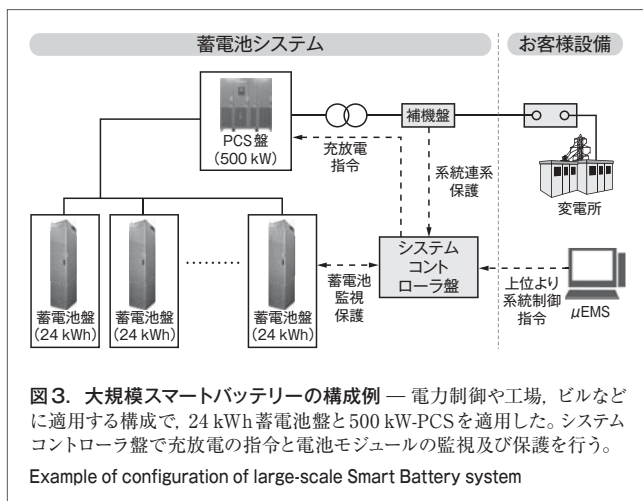 蓄電池システム
お客様設備
PCS盤
(500 kW)
補機盤
充放電
指令
系統連系
保護
変電所
蓄電池盤
(24 kWh)
蓄電池盤
(24 kWh)
蓄電池盤
(24 kWh)
蓄電池
監視
保護
システム
コント
ローラ盤
上位より
系統制御
指令
μEMS
図3. 大規模スマートバッテリーの構成例 — 電力制御や工場，ビルなど
に適用する構成で，24 kWh蓄電池盤と500 kW-PCSを適用した。システム
コントローラ盤で充放電の指令と電池モジュールの監視及び保護を行う。
Example of configuration of large-scale Smart Battery system